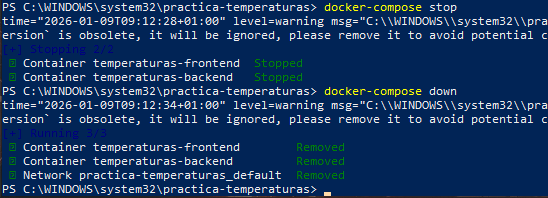 PS C:\WINDOWS\system32\practica-temperaturas> docker-compose stop
time="2026-01-09T09:12:28+01:00" level=warning msg="C:\\WINDOWS\\system32\\pra
ersion` is obsolete, it will be ignored, please remove it to avoid potential c
[+] Stopping 2/2
Container temperaturas-frontend Stopped
Container temperaturas-backend Stopped
PS C:\WINDOWS\system32\practica-temperaturas> docker-compose down
time="2026-01-09T09:12:34+01:00" level=warning msg="C:\\WINDOWS\\system32\\pra
ersion` is obsolete, it will be ignored, please remove it to avoid potential c
[+] Running 3/3
Container temperaturas-frontend Removed
Container temperaturas-backend Removed
Network practica-temperaturas_default Removed
PS C:\WINDOWS\system32\practica-temperaturas>